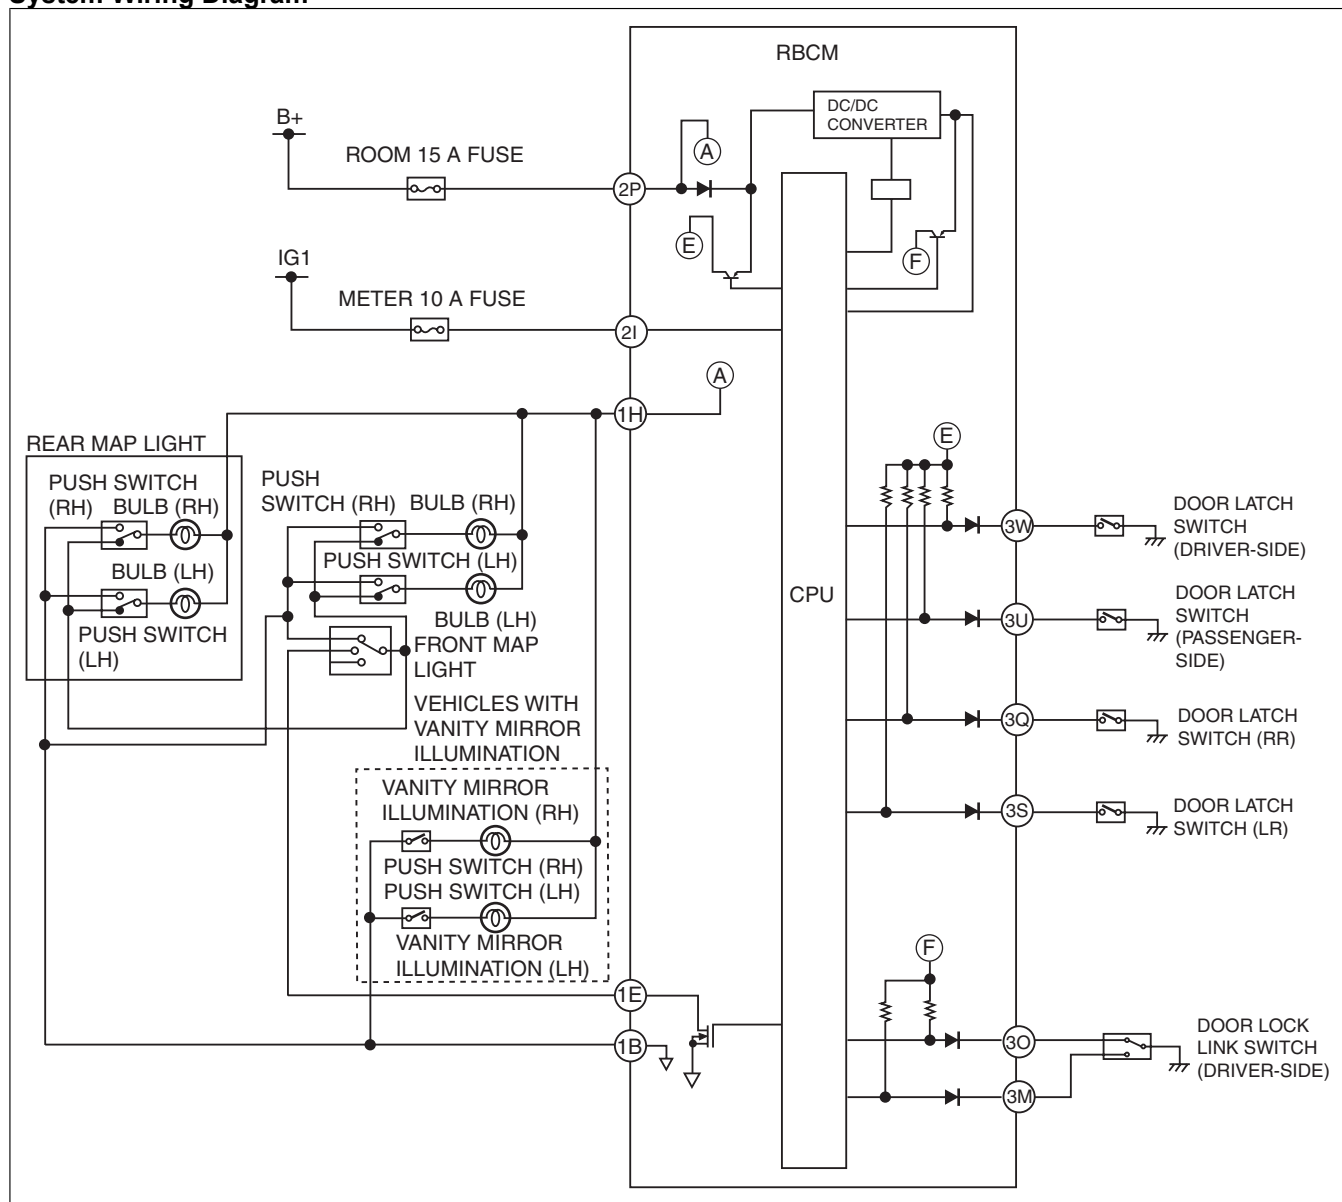 System Wiring Diagram
RBCM
DC/DC
CONVERTER
B+
ROOM 15 A FUSE
2P
A
E
F
IG1
METER 10 A FUSE
2I
A
1H
REAR MAP LIGHT
PUSH SWITCH
(RH)
BULB (RH)
BULB (LH)
PUSH SWITCH
(LH)
PUSH
SWITCH (RH)
BULB (RH)
PUSH SWITCH (LH)
BULB (LH)
FRONT MAP
LIGHT
VEHICLES WITH
VANITY MIRROR
ILLUMINATION
VANITY MIRROR
ILLUMINATION (RH)
PUSH SWITCH (RH)
PUSH SWITCH (LH)
VANITY MIRROR
ILLUMINATION (LH)
1E
1B
CPU
E
3W
DOOR LATCH
SWITCH
(DRIVER-SIDE)
3U
DOOR LATCH
SWITCH
(PASSENGER-
SIDE)
3Q
DOOR LATCH
SWITCH (RR)
3S
DOOR LATCH
SWITCH (LR)
F
3O
3M
DOOR LOCK
LINK SWITCH
(DRIVER-SIDE)